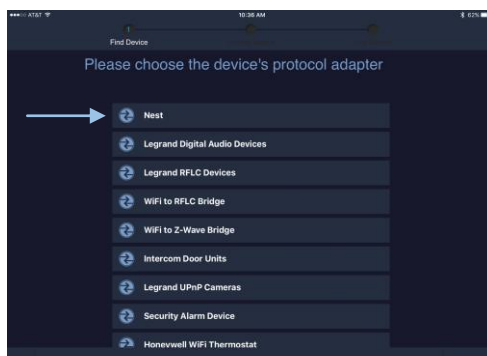 ●●●○○ AT&T 10:36 AM 62%
1
Find Device
Please choose the device's protocol adapter
Nest
Legrand Digital Audio Devices
Legrand RFLC Devices
WiFi to RFLC Bridge
WiFi to Z-Wave Bridge
Intercom Door Units
Legrand UPnP Cameras
Security Alarm Device
Honeywell WiFi Thermostat